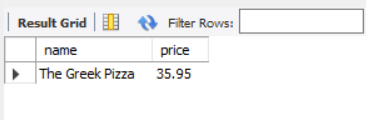 Result Grid Filter Rows:
name price
The Greek Pizza 35.95